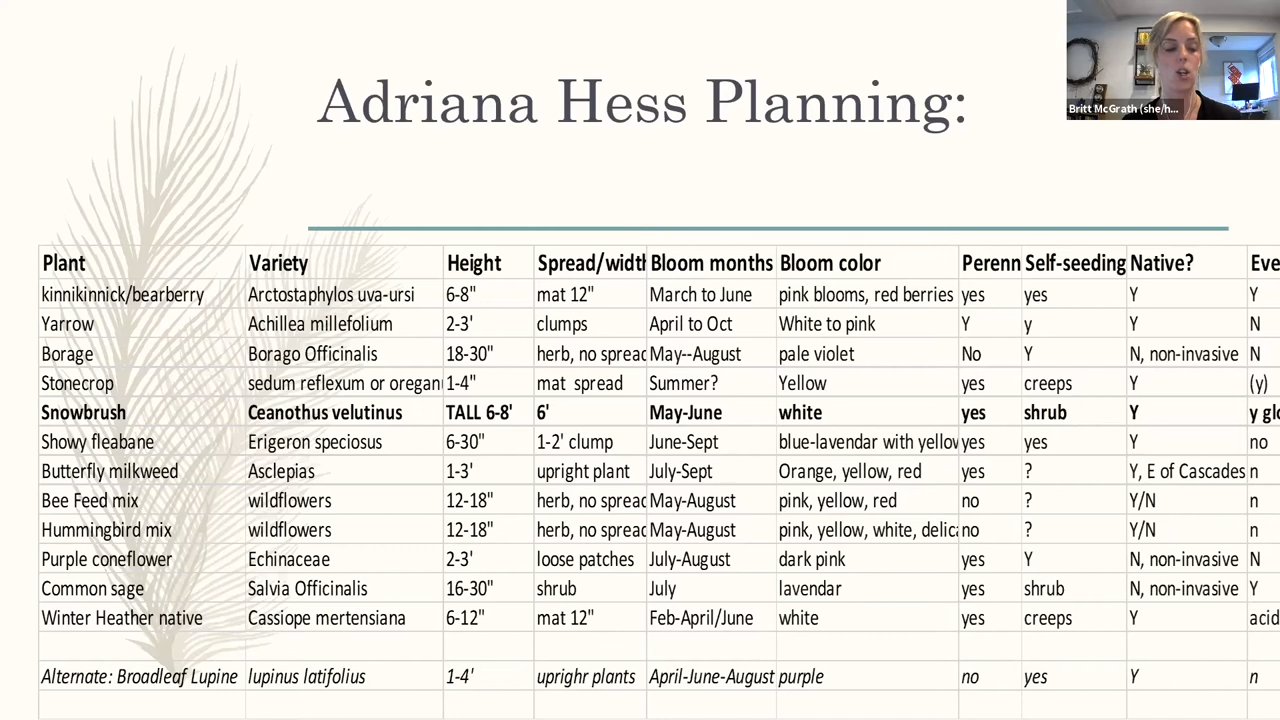 Adriana Hess Planning:
Britt McGrath (she/h...
Plant Variety Height Spread/width Bloom months Bloom color Perenn Self-seeding Native? Eve
kinnikinnick/bearberry Arctostaphylos uva-ursi 6-8" mat 12" March to June pink blooms, red berries yes yes Y Y
Yarrow Achillea millefolium 2-3' clumps April to Oct White to pink Y y Y N
Borage Borago Officinalis 18-30" herb, no spreac May--August pale violet No Y N, non-invasive N
Stonecrop sedum reflexum or oregan 1-4" mat spread Summer? Yellow yes creeps Y (y)
Snowbrush Ceanothus velutinus TALL 6-8' 6' May-June white yes shrub Y y glo
Showy fleabane Erigeron speciosus 6-30" 1-2' clump June-Sept blue-lavendar with yellow yes yes Y no
Butterfly milkweed Asclepias 1-3' upright plant July-Sept Orange, yellow, red yes ? Y, E of Cascades n
Bee Feed mix wildflowers 12-18" herb, no spreac May-August pink, yellow, red no ? Y/N n
Hummingbird mix wildflowers 12-18" herb, no spreac May-August pink, yellow, white, delic no ? Y/N n
Purple coneflower Echinaceae 2-3' loose patches July-August dark pink yes Y N, non-invasive N
Common sage Salvia Officinalis 16-30" shrub July lavendar yes shrub N, non-invasive Y
Winter Heather native Cassiope mertensiana 6-12" mat 12" Feb-April/June white yes creeps Y acid
Alternate: Broadleaf Lupine lupinus latifolius 1-4' uprighr plants April-June-August purple no yes Y n